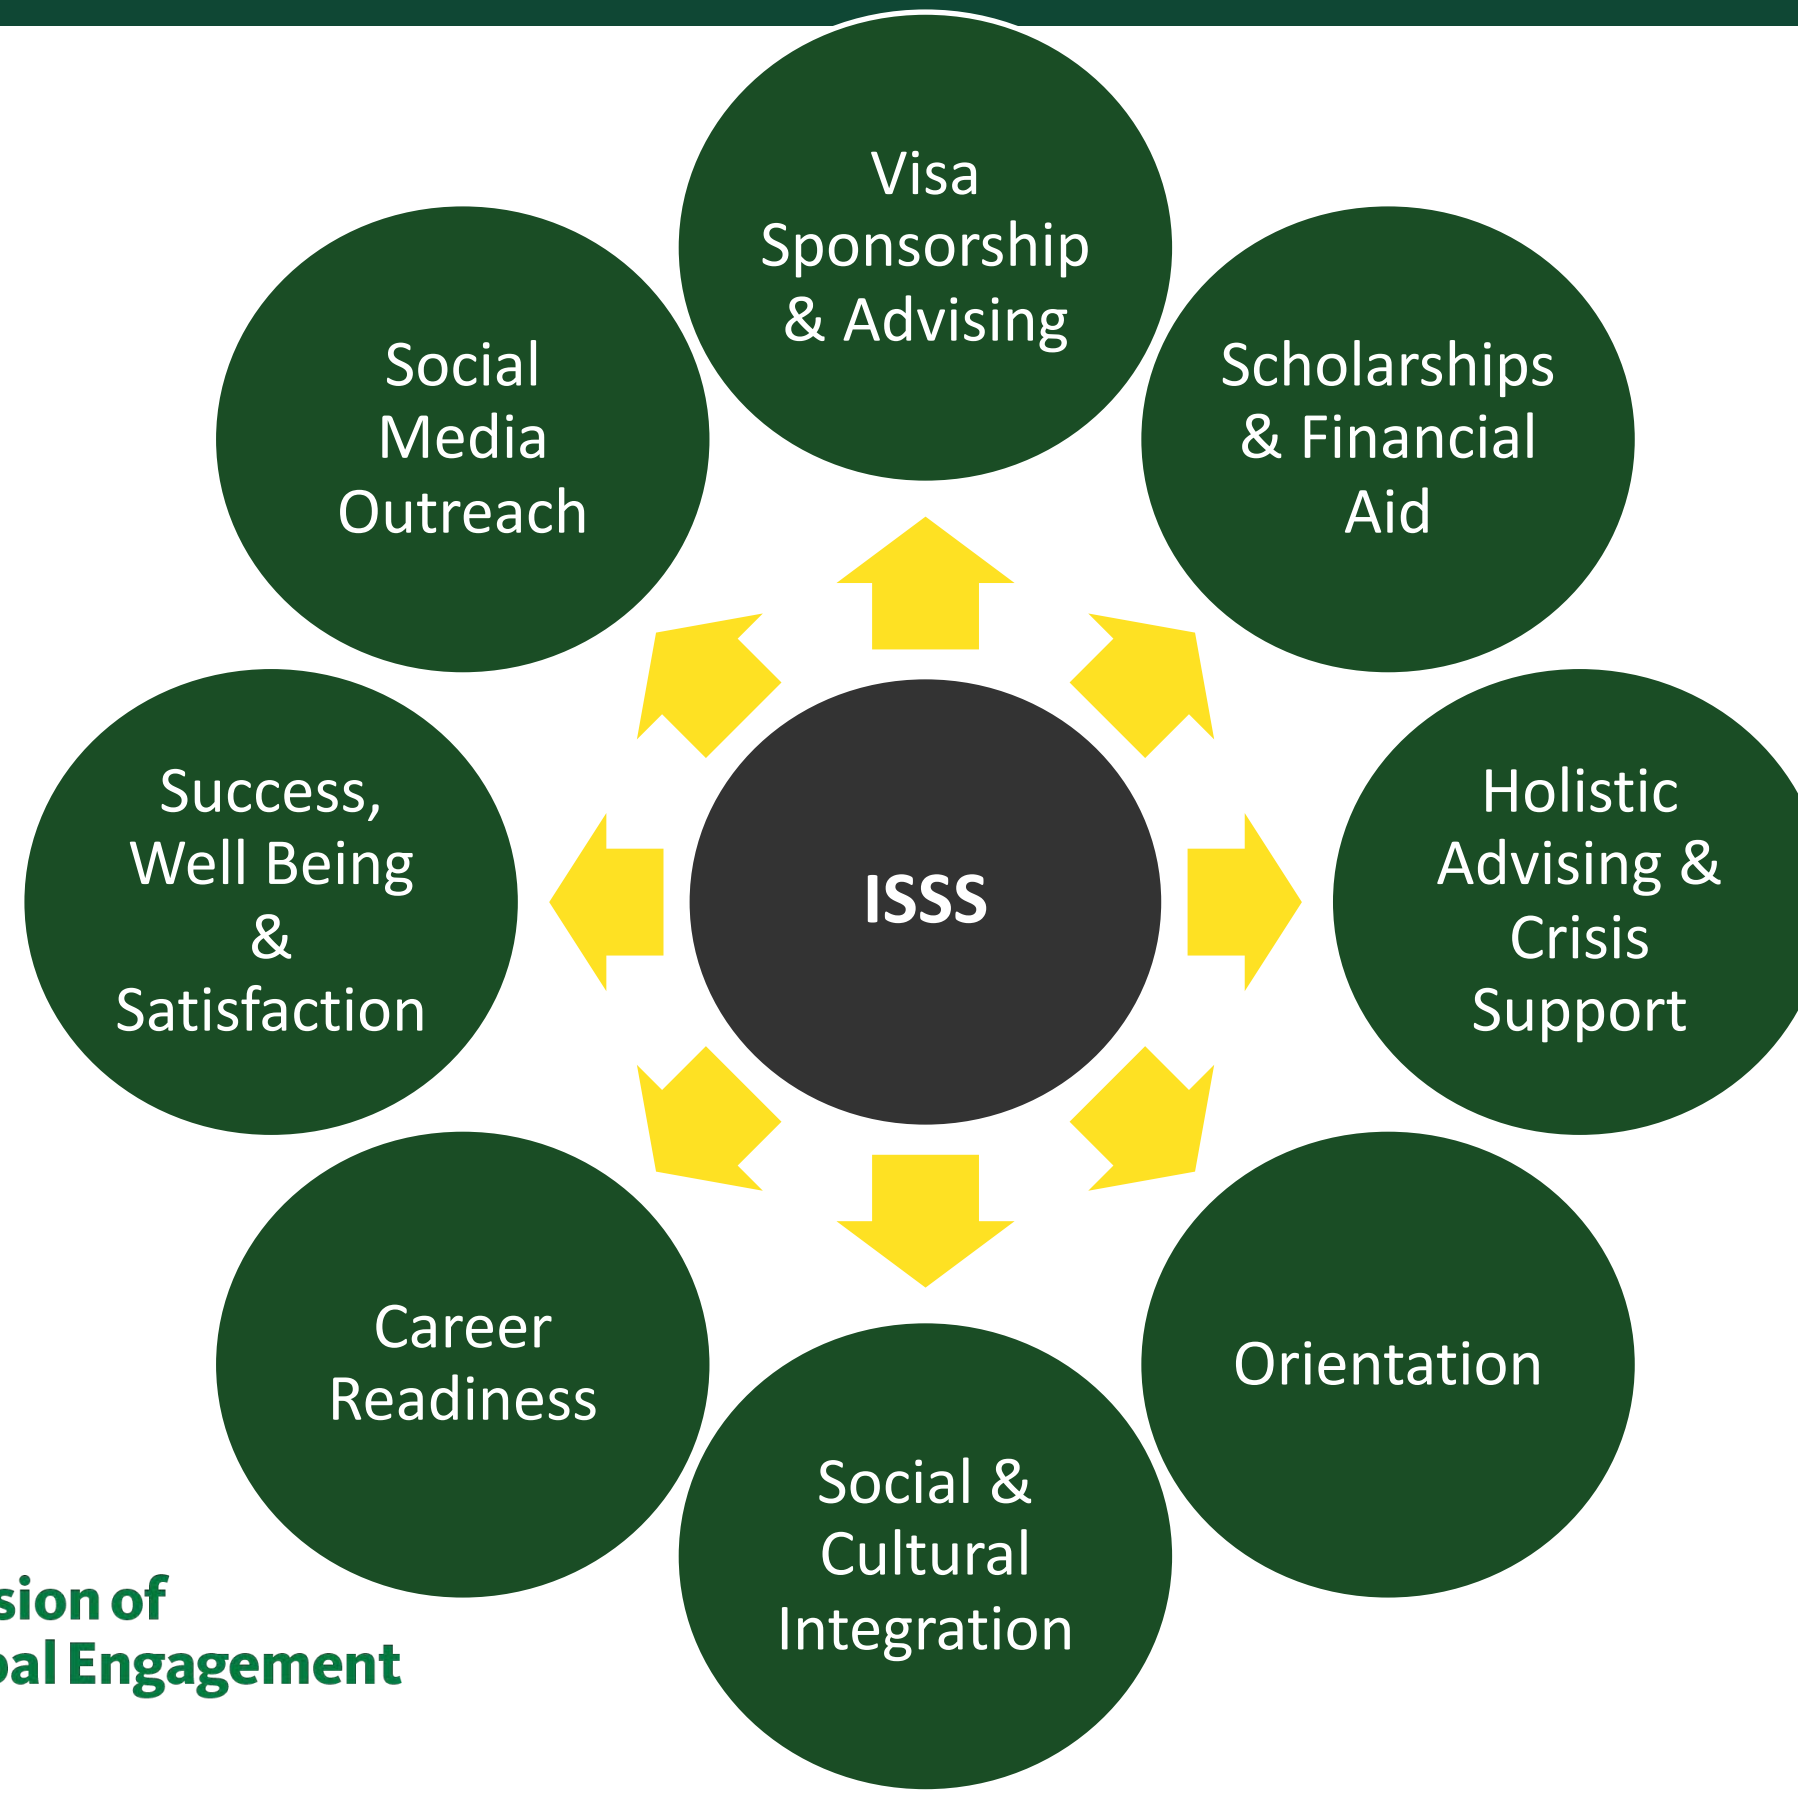 Visa
Sponsorship
& Advising
Scholarships
& Financial
Aid
Holistic
Advising &
Crisis
Support
Orientation
Social &
Cultural
Integration
Career
Readiness
Success,
Well Being
&
Satisfaction
Social
Media
Outreach
ISSS
sion of
bal Engagement